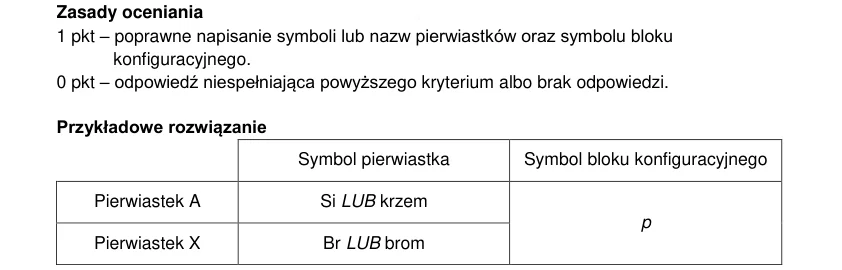 Zasady oceniania
1 pkt – poprawne napisanie symboli lub nazw pierwiastków oraz symbolu bloku
konfiguracyjnego.
0 pkt – odpowiedź niespełniająca powyższego kryterium albo brak odpowiedzi.
Przykładowe rozwiązanie
Symbol pierwiastka Symbol bloku konfiguracyjnego
Pierwiastek A Si LUB krzem
p
Pierwiastek X Br LUB brom